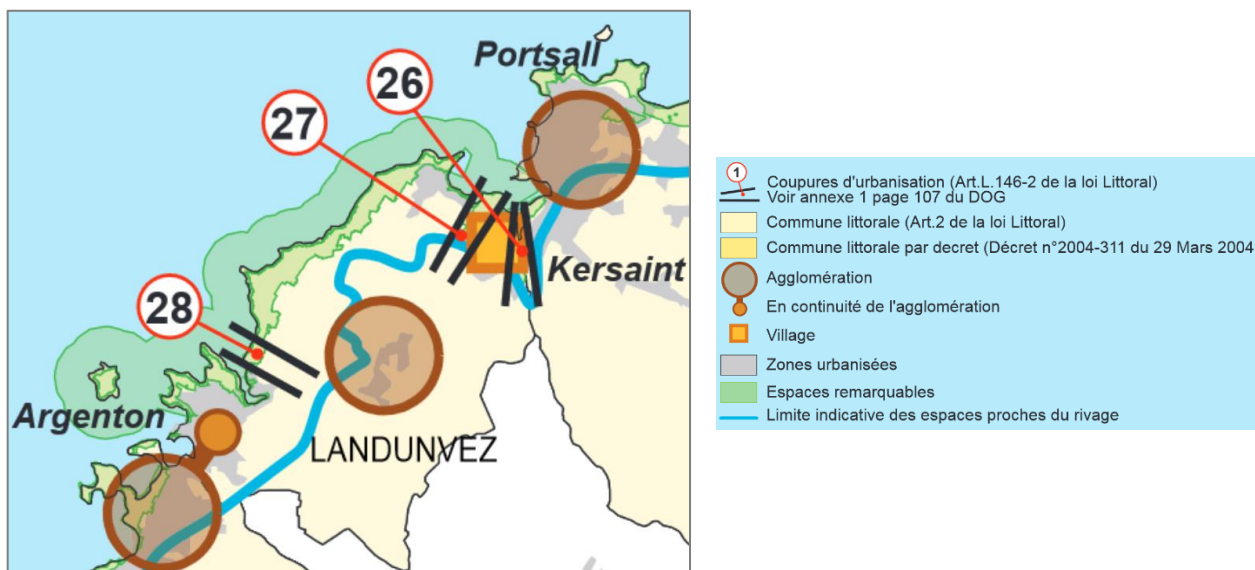 Portsall
26
27
Kersaint
28
Argenton
LANDUNVEZ
1
Coupures d'urbanisation (Art.L.146-2 de la loi Littoral)
Voir annexe 1 page 107 du DOG
Commune littorale (Art.2 de la loi Littoral)
Commune littorale par decret (Décret n°2004-311 du 29 Mars 2004
Agglomération
En continuité de l'agglomération
Village
Zones urbanisées
Espaces remarquables
Limite indicative des espaces proches du rivage